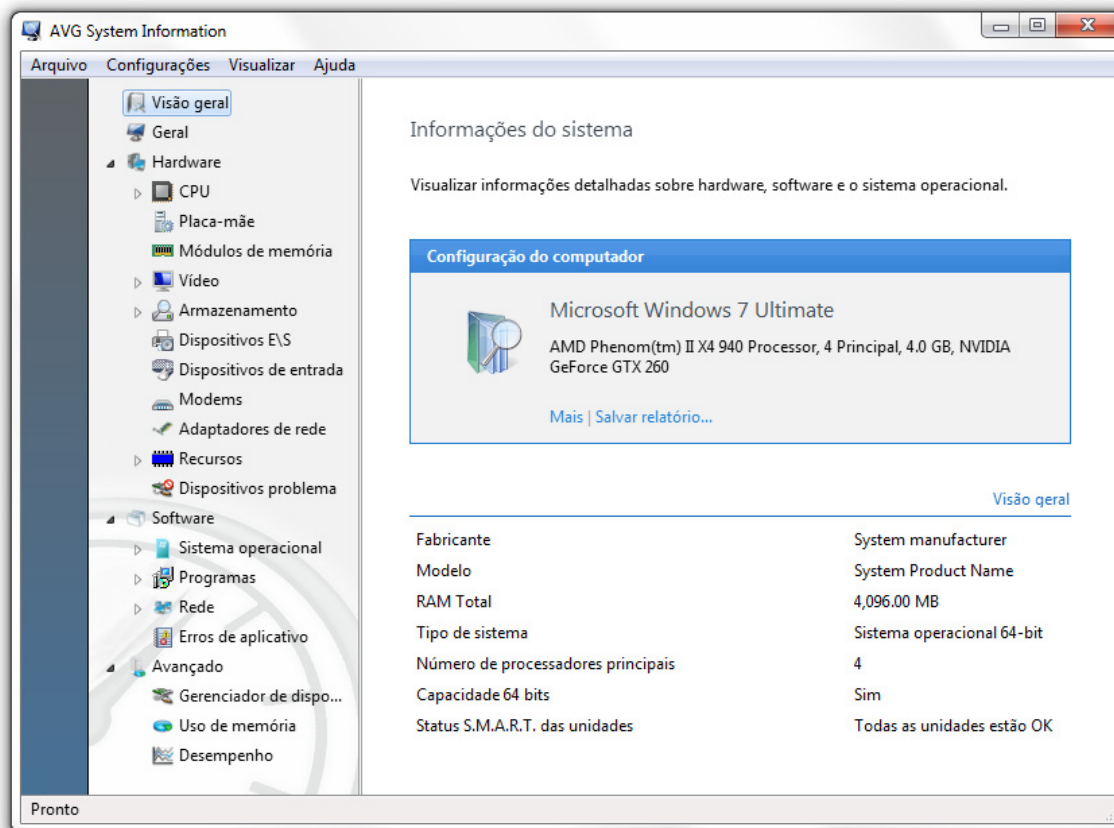 AVG System Information
Arquivo Configurações Visualizar Ajuda
Visão geral
Geral
Hardware
CPU
Placa-mãe
Módulos de memória
Vídeo
Armazenamento
Dispositivos E\S
Dispositivos de entrada
Modems
Adaptadores de rede
Recursos
Dispositivos problema
Software
Sistema operacional
Programas
Rede
Erros de aplicativo
Avançado
Gerenciador de dispo...
Uso de memória
Desempenho
Informações do sistema
Visualizar informações detalhadas sobre hardware, software e o sistema operacional.
Configuração do computador
Microsoft Windows 7 Ultimate
AMD Phenom(tm) II X4 940 Processor, 4 Principal, 4.0 GB, NVIDIA
GeForce GTX 260
Mais | Salvar relatório...
Visão geral
Fabricante System manufacturer
Modelo System Product Name
RAM Total 4,096.00 MB
Tipo de sistema Sistema operacional 64-bit
Número de processadores principais 4
Capacidade 64 bits Sim
Status S.M.A.R.T. das unidades Todas as unidades estão OK
Pronto